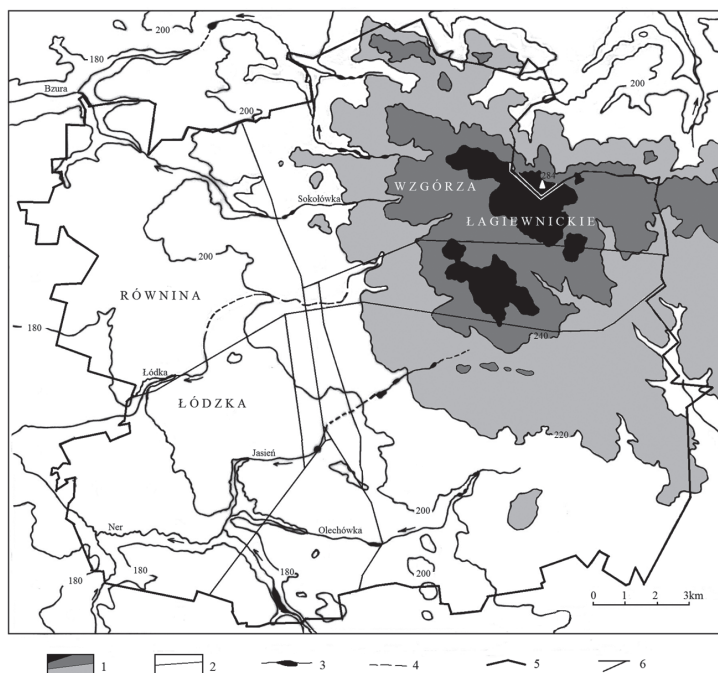 200
180
Bzura
200
200
284
WZGÓRZA
Sokołówka
ŁAGIEWNICKIE
200
RÓWNINA
180
240
Łódka
ŁÓDZKA
220
Jasień
200
Ner
Olechówka
180
200
180
180
0 1 2 3km
1 2 3 4 5 6